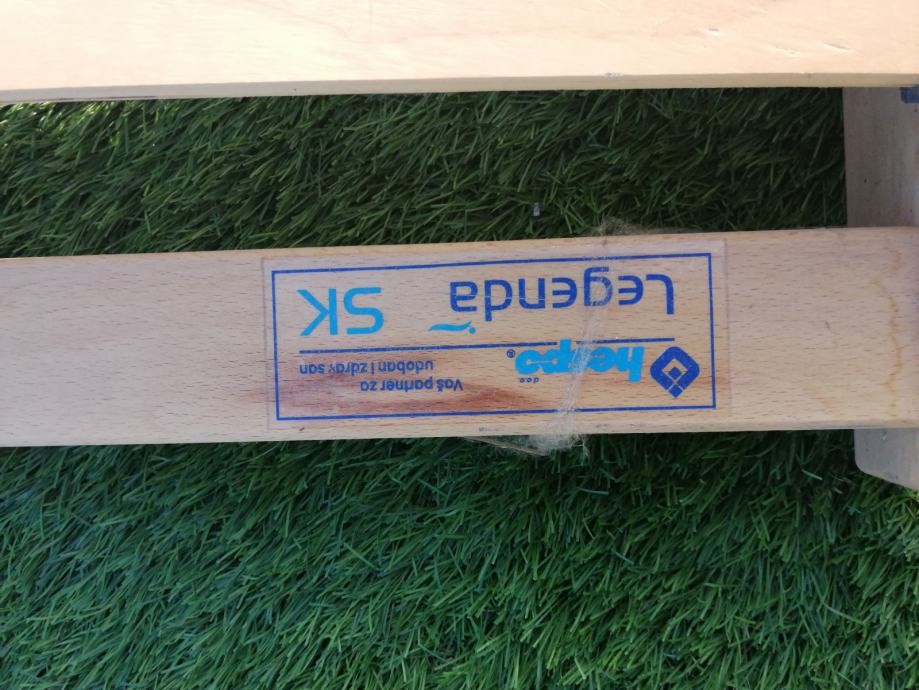 hespo® d.o.o.
Vaš partner za
udoban i zdrav san
Legenda SK